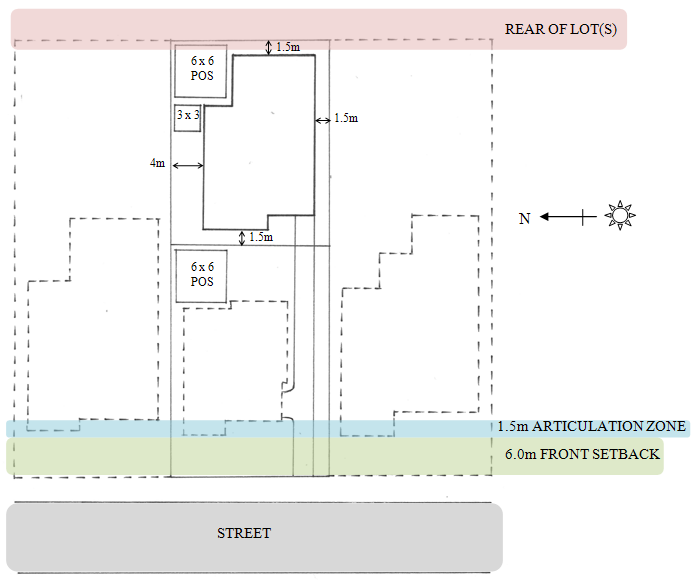 REAR OF LOT(S)
1.5m
6 x 6
POS
3 x 3
1.5m
4m
N
1.5m
6 x 6
POS
1.5m ARTICULATION ZONE
6.0m FRONT SETBACK
STREET